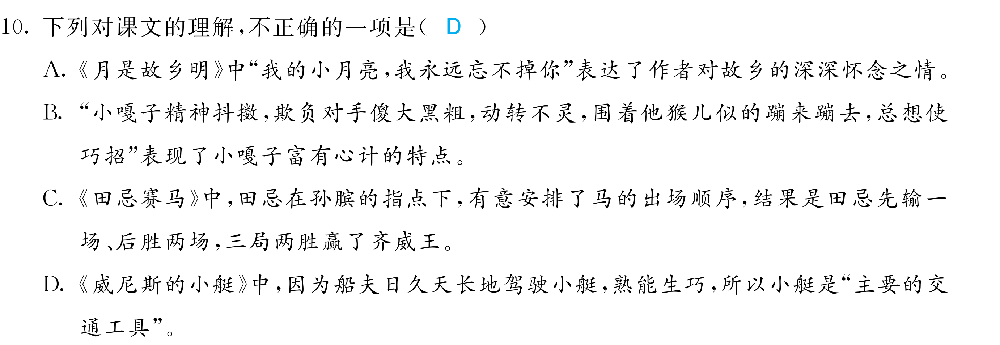 10. 下列对课文的理解,不正确的一项是( D )
A.《月是故乡明》中“我的小月亮,我永远忘不掉你”表达了作者对故乡的深深怀念之情。
B. “小嘎子精神抖擞,欺负对手傻大黑粗,动转不灵,围着他猴儿似的蹦来蹦去,总想使
巧招”表现了小嘎子富有心计的特点。
C.《田忌赛马》中,田忌在孙膑的指点下,有意安排了马的出场顺序,结果是田忌先输一
场、后胜两场,三局两胜赢了齐威王。
D.《威尼斯的小艇》中,因为船夫日久天长地驾驶小艇,熟能生巧,所以小艇是“主要的交
通工具”。